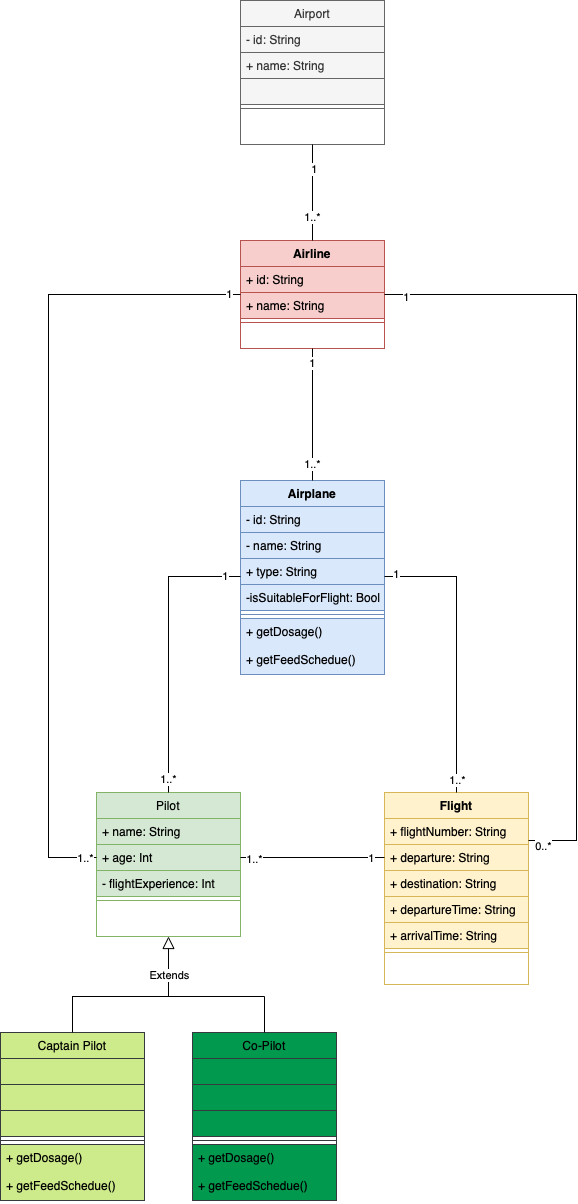 Airport
- id: String
+ name: String
1
1..*
Airline
+ id: String
+ name: String
1
1
1
1..*
Airplane
- id: String
- name: String
+ type: String
-isSuitableForFlight: Bool
+ getDosage()
+ getFeedSchedue()
1
1
1..*
1..*
Pilot
+ name: String
+ age: Int
- flightExperience: Int
1..*
1..*
1
Flight
+ flightNumber: String
+ departure: String
+ destination: String
+ departureTime: String
+ arrivalTime: String
0..*
Extends
Captain Pilot
+ getDosage()
+ getFeedSchedue()
Co-Pilot
+ getDosage()
+ getFeedSchedue()